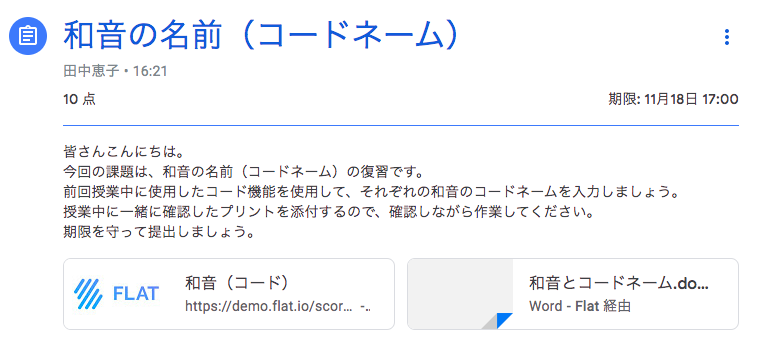 和音の名前（コードネーム）
田中恵子 • 16:21
10 点
期限: 11月18日 17:00
皆さんこんにちは。
今回の課題は、和音の名前（コードネーム）の復習です。
前回授業中に使用したコード機能を使用して、それぞれの和音のコードネームを入力しましょう。
授業中に一緒に確認したプリントを添付するので、確認しながら作業してください。
期限を守って提出しましょう。
FLAT
和音（コード）
https://demo.flat.io/scor... -..
和音とコードネーム.do...
Word - Flat 経由